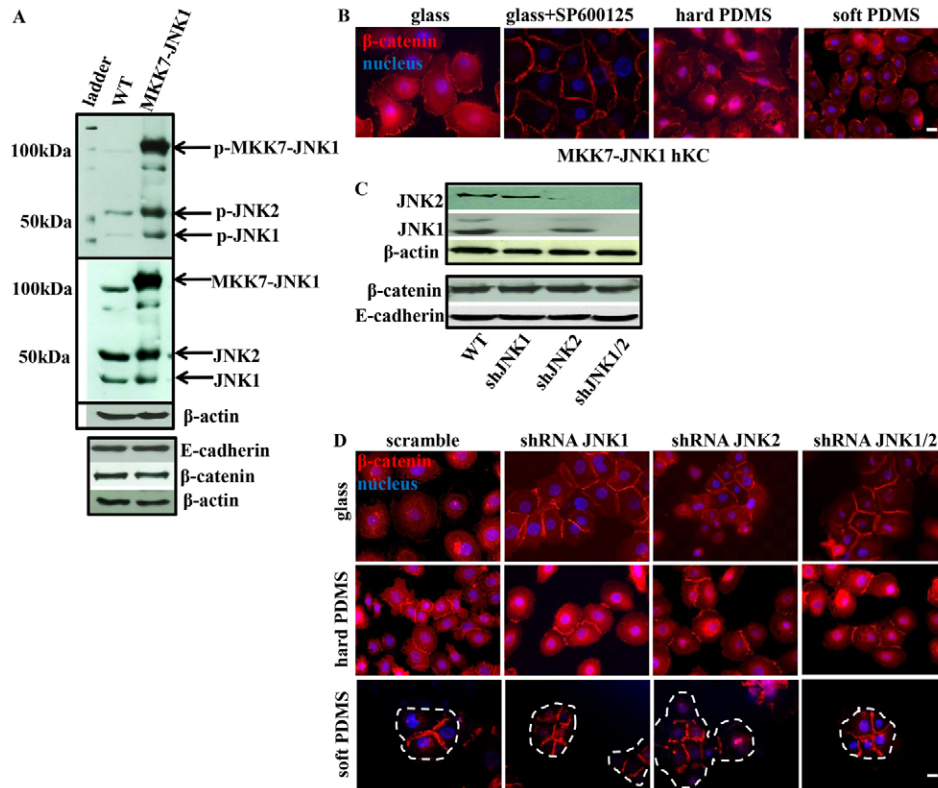 A
ladder
WT
MKK7-JNK1
100kDa
p-MKK7-JNK1
p-JNK2
50kDa
p-JNK1
MKK7-JNK1
100kDa
50kDa
JNK2
JNK1
β-actin
E-cadherin
β-catenin
β-actin
B
glass glass+SP600125 hard PDMS soft PDMS
β-catenin
nucleus
MKK7-JNK1 hKC
C
JNK2
JNK1
β-actin
β-catenin
E-cadherin
WT
shJNK1
shJNK2
shJNK1/2
D
scramble shRNA JNK1 shRNA JNK2 shRNA JNK1/2
β-catenin
nucleus
glass
hard PDMS
soft PDMS